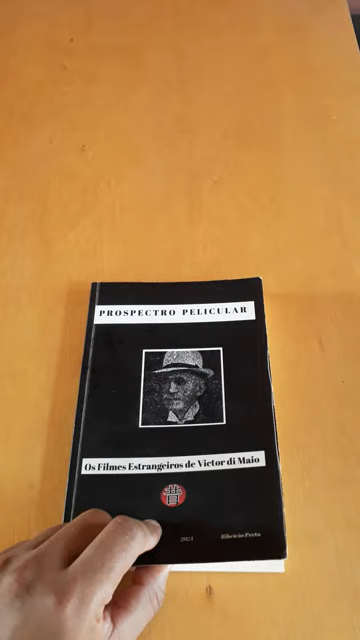 PROSPECTRO PELICULAR
Os Filmes Estrangeiros de Victor di Maio
2021 Ribeirão Preto